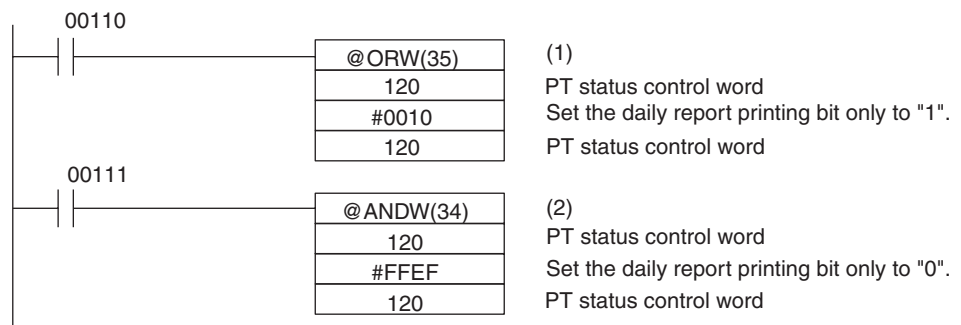 00110
@ORW(35) (1)
120 PT status control word
#0010 Set the daily report printing bit only to "1".
120 PT status control word
00111
@ANDW(34) (2)
120 PT status control word
#FFEF Set the daily report printing bit only to "0".
120 PT status control word